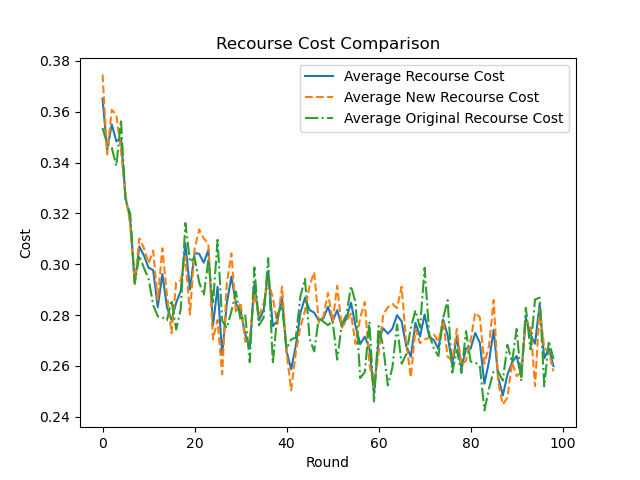 Recourse Cost Comparison
Average Recourse Cost
Average New Recourse Cost
Average Original Recourse Cost
Cost
0.38
0.36
0.34
0.32
0.30
0.28
0.26
0.24
0 20 40 60 80 100
Round